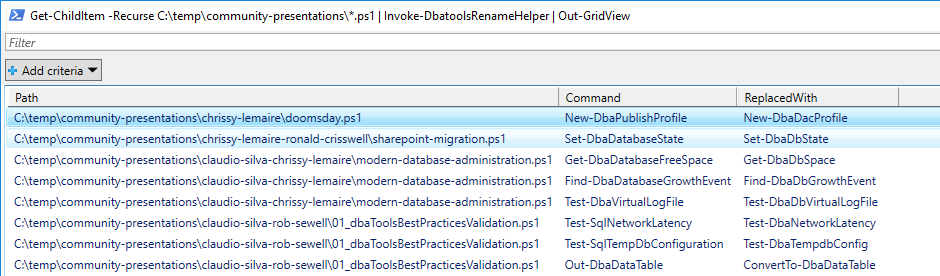 Get-ChildItem -Recurse C:\temp\community-presentations\*.ps1 | Invoke-DbatoolsRenameHelper | Out-GridView
Filter
Add criteria
Path Command ReplacedWith
C:\temp\community-presentations\chrissy-lemaire\doomsday.ps1 New-DbaPublishProfile New-DbaDacProfile
C:\temp\community-presentations\chrissy-lemaire-ronald-crisswell\sharepoint-migration.ps1 Set-DbaDatabaseState Set-DbaDbState
C:\temp\community-presentations\claudio-silva-chrissy-lemaire\modern-database-administration.ps1 Get-DbaDatabaseFreeSpace Get-DbaDbSpace
C:\temp\community-presentations\claudio-silva-chrissy-lemaire\modern-database-administration.ps1 Find-DbaDatabaseGrowthEvent Find-DbaDbGrowthEvent
C:\temp\community-presentations\claudio-silva-chrissy-lemaire\modern-database-administration.ps1 Test-DbaVirtualLogFile Test-DbaDbVirtualLogFile
C:\temp\community-presentations\claudio-silva-rob-sewell\01_dbaToolsBestPracticesValidation.ps1 Test-SqlNetworkLatency Test-DbaNetworkLatency
C:\temp\community-presentations\claudio-silva-rob-sewell\01_dbaToolsBestPracticesValidation.ps1 Test-SqlTempDbConfiguration Test-DbaTempdbConfig
C:\temp\community-presentations\claudio-silva-rob-sewell\01_dbaToolsBestPracticesValidation.ps1 Out-DbaDataTable ConvertTo-DbaDataTable